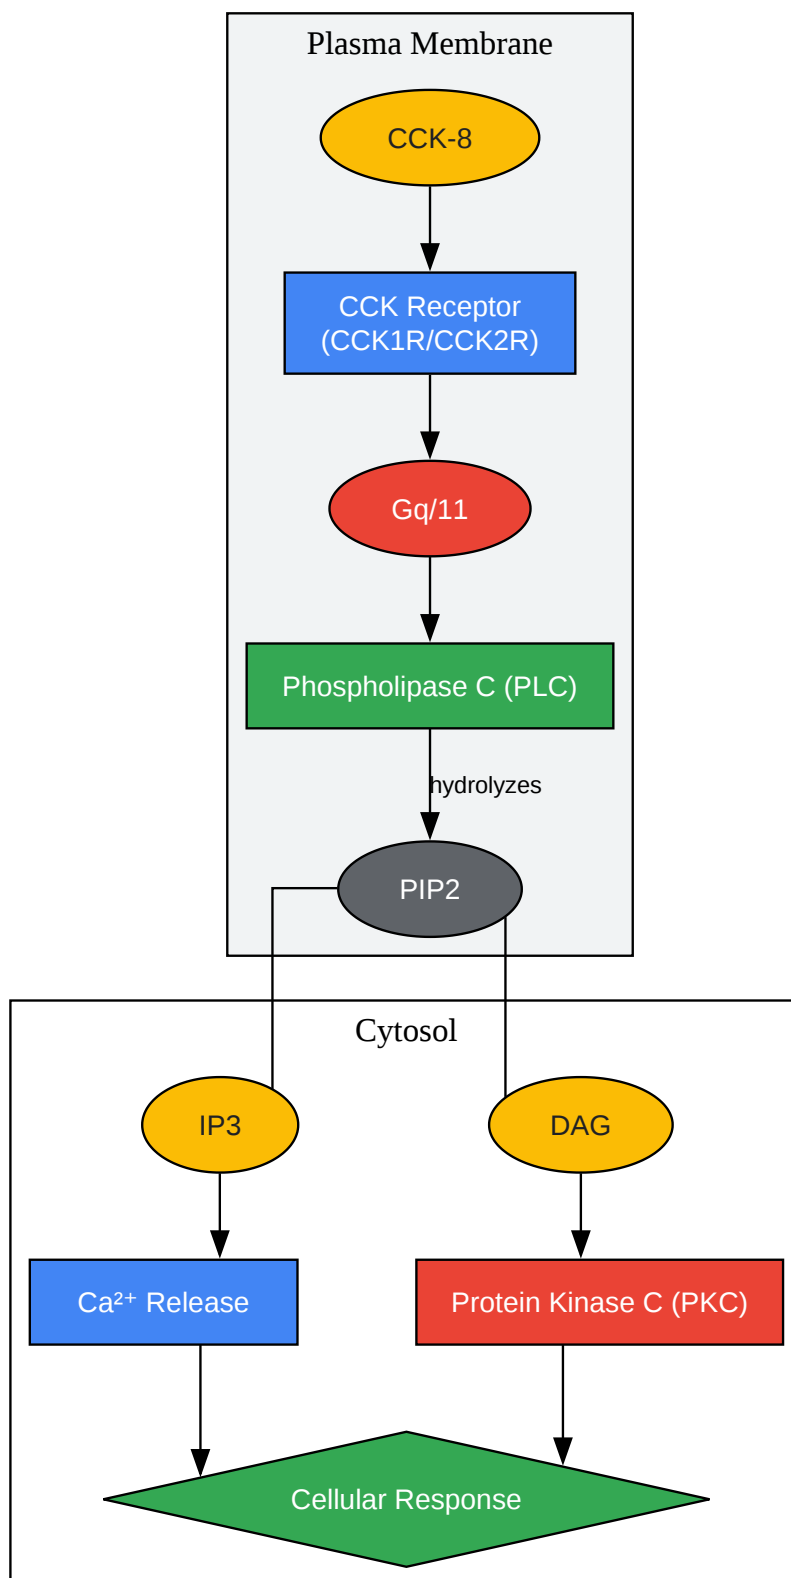 Plasma Membrane
CCK-8
CCK Receptor
(CCK1R/CCK2R)
Gq/11
Phospholipase C (PLC)
hydrolyzes
PIP2
Cytosol
IP3
DAG
Ca²⁺ Release
Protein Kinase C (PKC)
Cellular Response